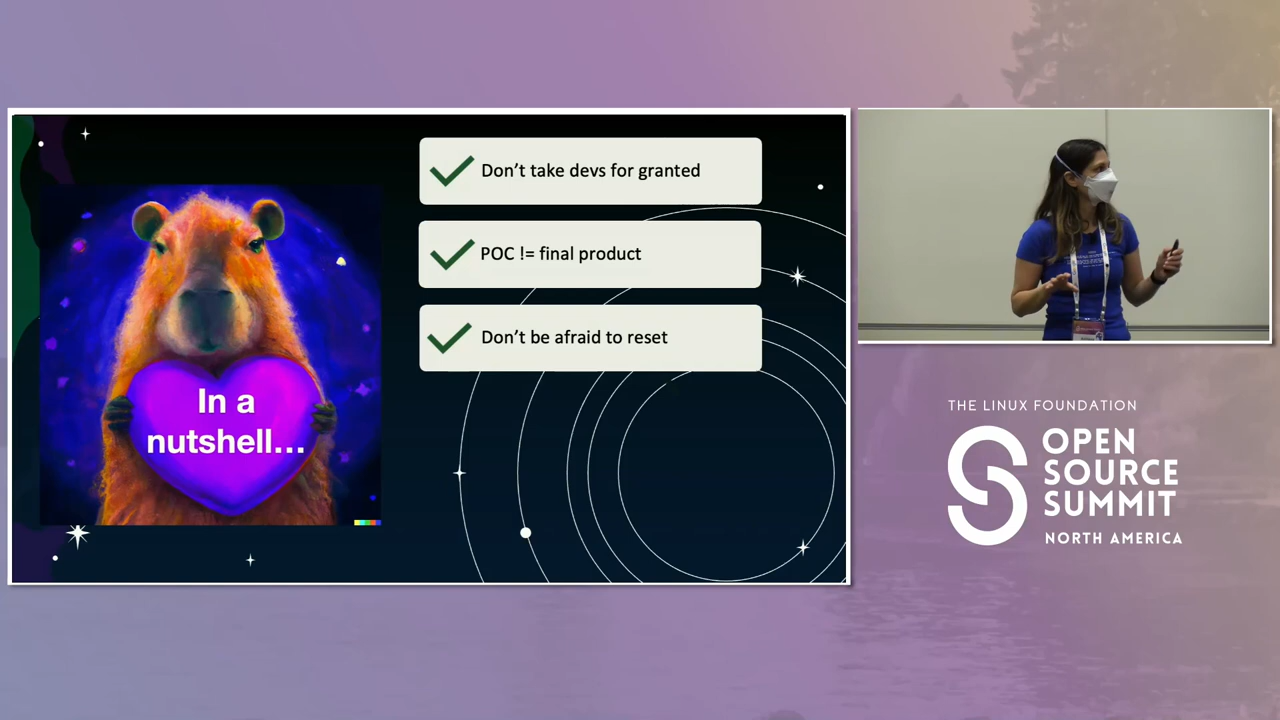 In a
nutshell...
Don't take devs for granted
POC != final product
Don't be afraid to reset
THE LINUX FOUNDATION
OPEN
SOURCE
SUMMIT
NORTH AMERICA